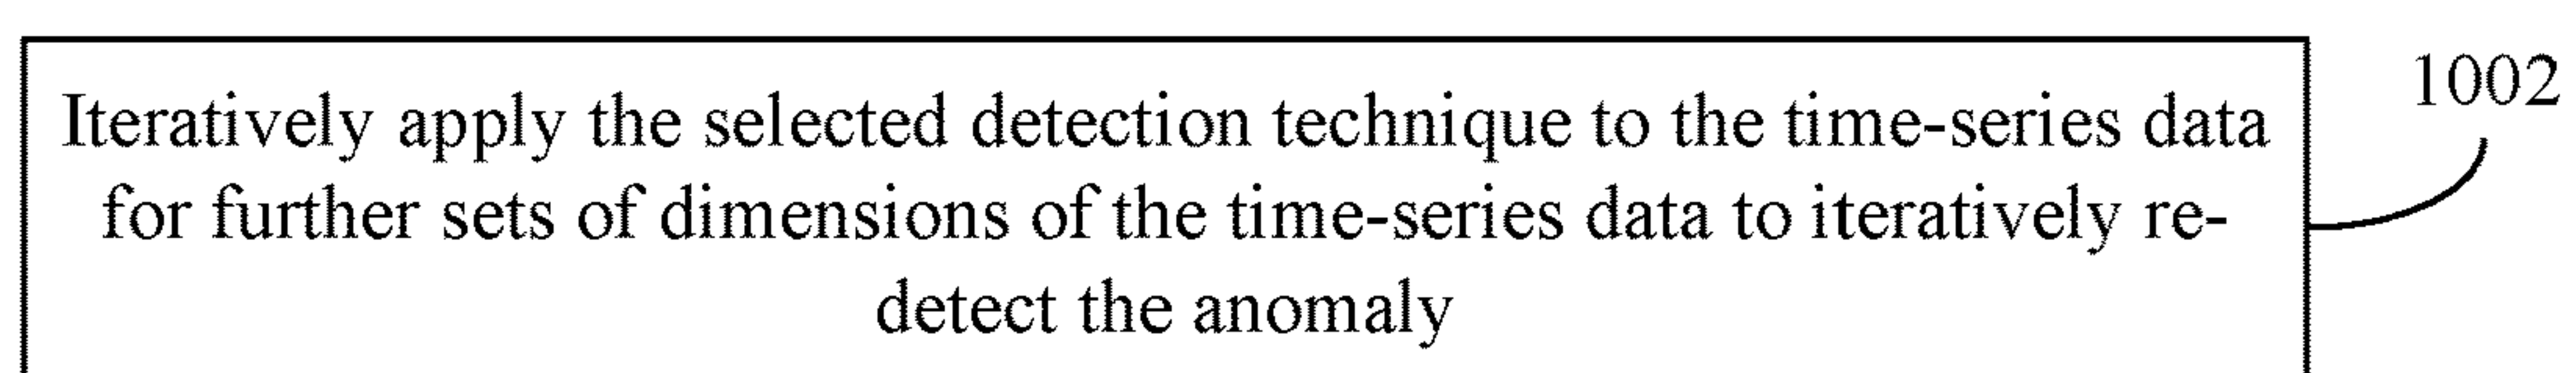 Iteratively apply the selected detection technique to the time-series data
for further sets of dimensions of the time-series data to iteratively re-
detect the anomaly
1002